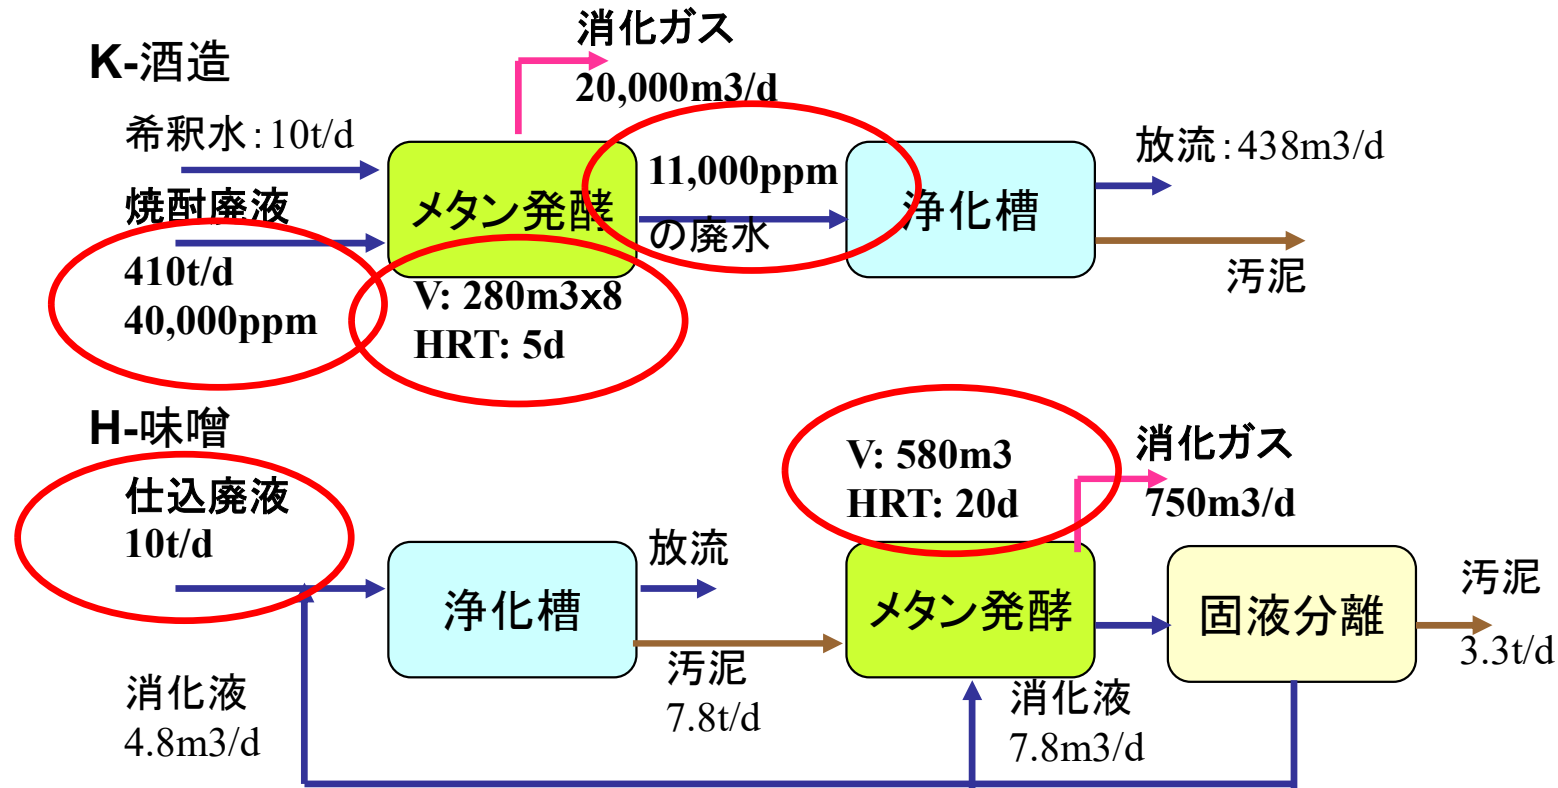 K-酒造
消化ガス
20,000m3/d
希釈水：10t/d
焼酎廃液
410t/d
40,000ppm
メタン発酵
V: 280m3x8
HRT: 5d
11,000ppm
の廃水
浄化槽
放流：438m3/d
汚泥
H-味噌
仕込廃液
10t/d
浄化槽
放流
汚泥
7.8t/d
V: 580m3
HRT: 20d
消化ガス
750m3/d
メタン発酵
固液分離
汚泥
3.3t/d
消化液
4.8m3/d
消化液
7.8m3/d